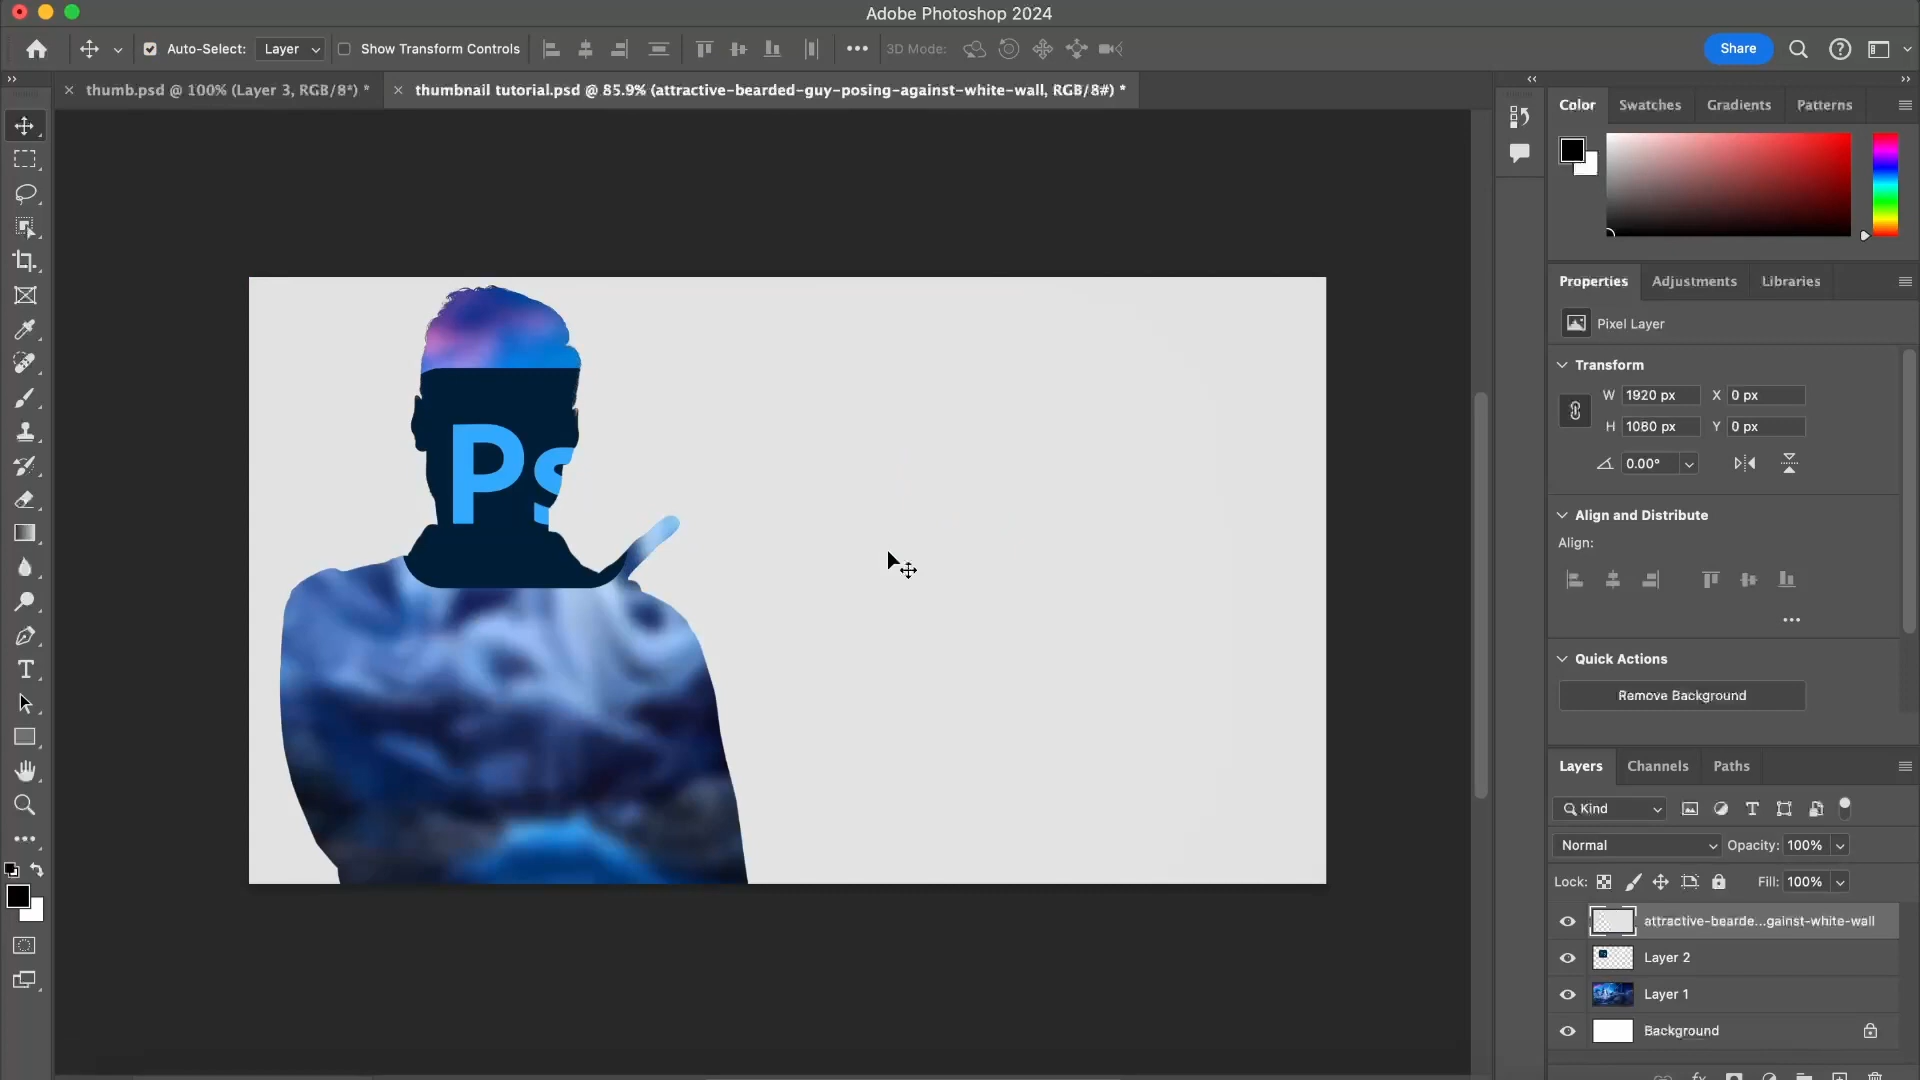 Adobe Photoshop 2024
Auto-Select: Layer Show Transform Controls 3D Mode: Share
thumb.psd @ 100% (Layer 3, RGB/8*) * thumbnail tutorial.psd @ 85.9% (attractive-bearded-guy-posing-against-white-wall, RGB/8#) *
Color Swatches Gradients Patterns
Properties Adjustments Libraries
Pixel Layer
Transform
W 1920 px X 0 px
H 1080 px Y 0 px
0.00°
Align and Distribute
Align:
Quick Actions
Remove Background
Layers Channels Paths
Kind
Normal Opacity: 100%
Lock: Fill: 100%
attractive-bearde...gainst-white-wall
Layer 2
Layer 1
Background
Ps